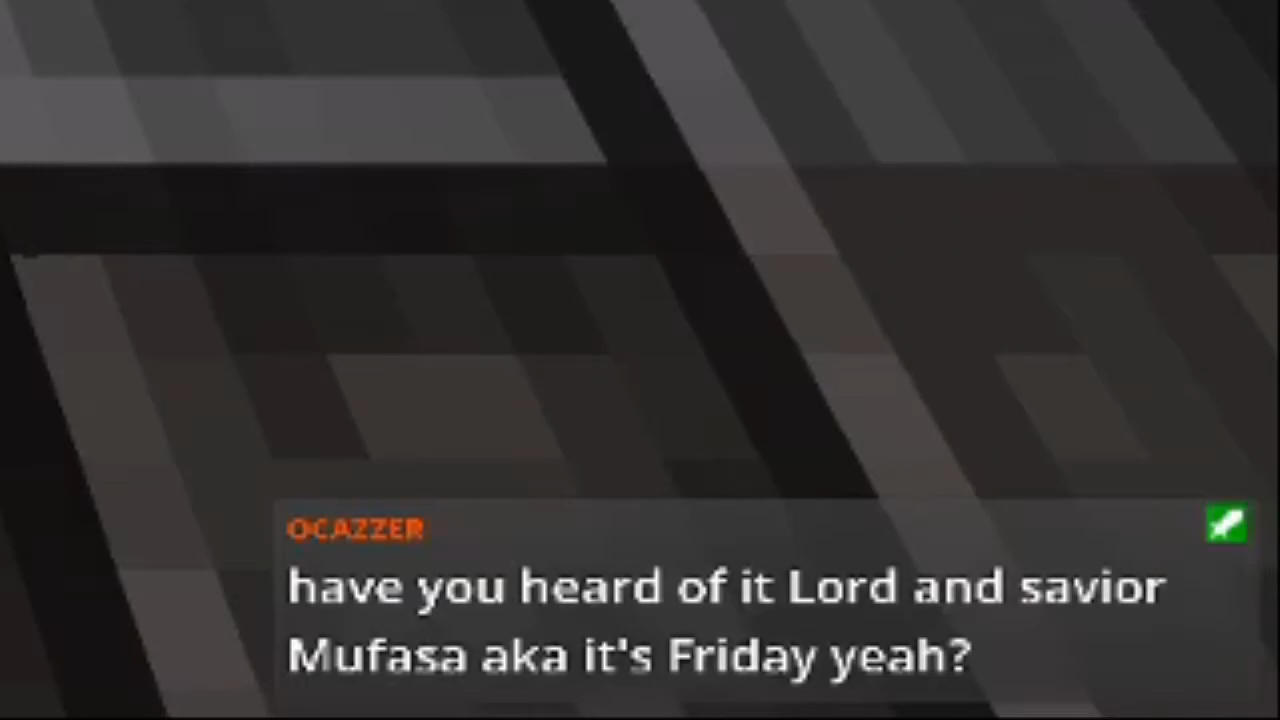 OCAZZER
have you heard of it Lord and savior
Mufasa aka it's Friday yeah?